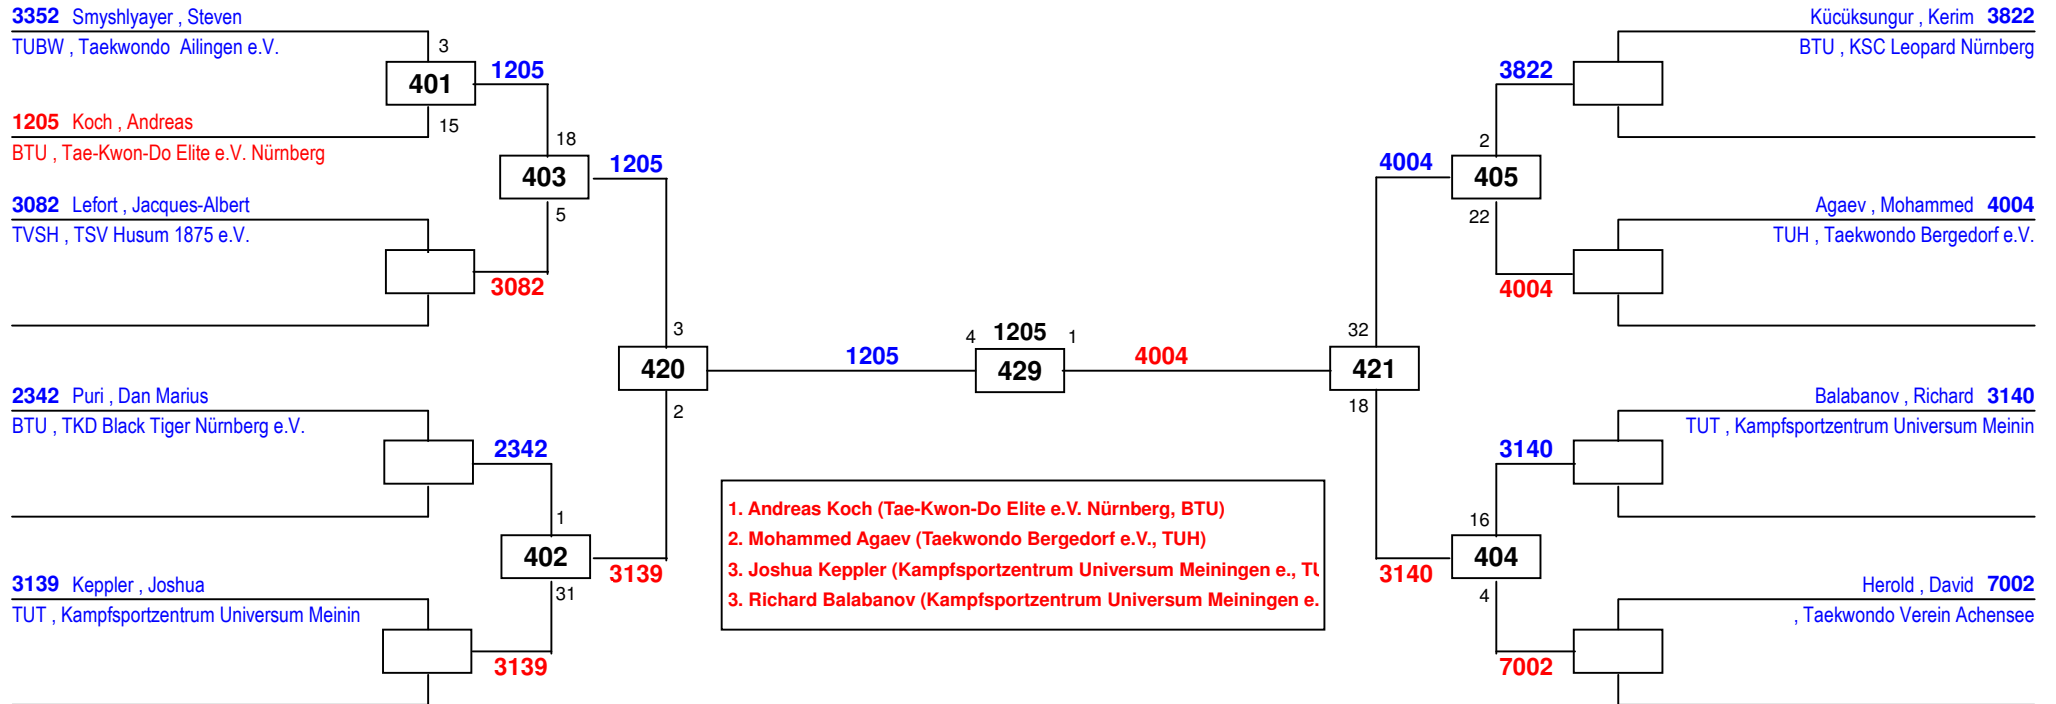 3352 Smyshlyayer , Steven
TUBW , Taekwondo Ailingen e.V.
3
401
1205
1205 Koch , Andreas
15
BTU , Tae-Kwon-Do Elite e.V. Nürnberg
18
403
1205
3082 Lefort , Jacques-Albert
5
TVSH , TSV Husum 1875 e.V.
3082
3
420
1205
2
2342 Puri , Dan Marius
BTU , TKD Black Tiger Nürnberg e.V.
2342
1
402
3139
3139 Keppler , Joshua
31
TUT , Kampfsportzentrum Universum Meinin
3139
4 1205 1
429
4004
1. Andreas Koch (Tae-Kwon-Do Elite e.V. Nürnberg, BTU)
2. Mohammed Agaev (Taekwondo Bergedorf e.V., TUH)
3. Joshua Keppler (Kampfsportzentrum Universum Meiningen e., TU
3. Richard Balabanov (Kampfsportzentrum Universum Meiningen e.
Kücüksungur , Kerim 3822
BTU , KSC Leopard Nürnberg
3822
2
4004
405
22
Agaev , Mohammed 4004
TUH , Taekwondo Bergedorf e.V.
4004
32
421
18
Balabanov , Richard 3140
TUT , Kampfsportzentrum Universum Meinin
3140
16
404
3140
4
Herold , David 7002
, Taekwondo Verein Achensee
7002